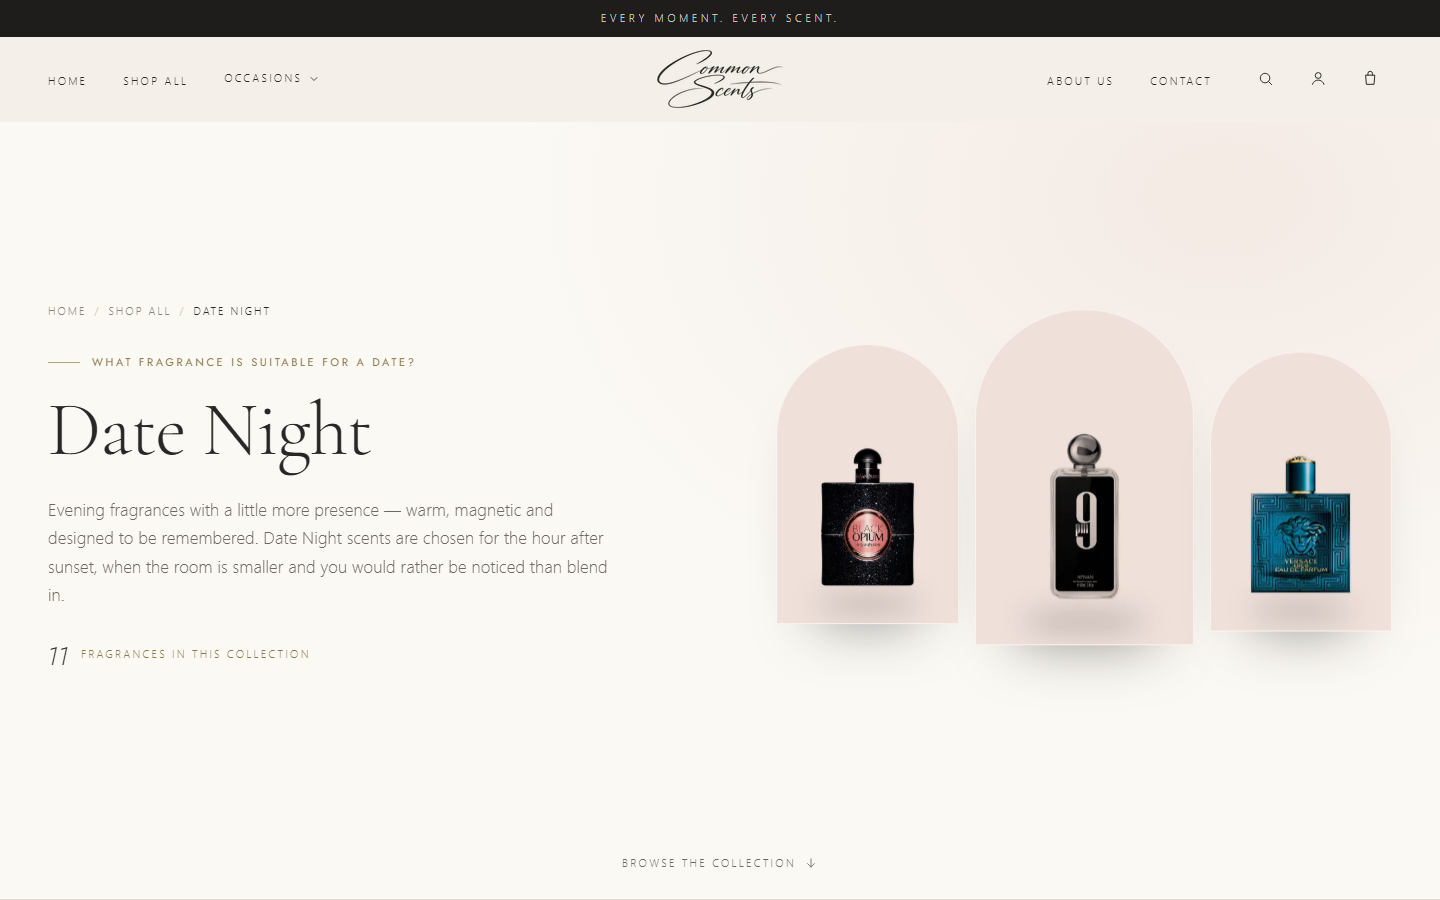 EVERY MOMENT. EVERY SCENT.
HOME
SHOP ALL
OCCASIONS
Common
Scents
ABOUT US
CONTACT
HOME / SHOP ALL / DATE NIGHT
WHAT FRAGRANCE IS SUITABLE FOR A DATE?
Date Night
Evening fragrances with a little more presence — warm, magnetic and
designed to be remembered. Date Night scents are chosen for the hour after
sunset, when the room is smaller and you would rather be noticed than blend
in.
11 FRAGRANCES IN THIS COLLECTION
BLACK
OPIUM
9
AFNAN
VERSACE
EROS
EAU DE PARFUM
BROWSE THE COLLECTION